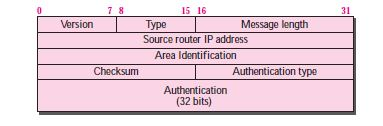 0 7 8 15 16 31
Version Type Message length
Source router IP address
Area Identification
Checksum Authentication type
Authentication
(32 bits)